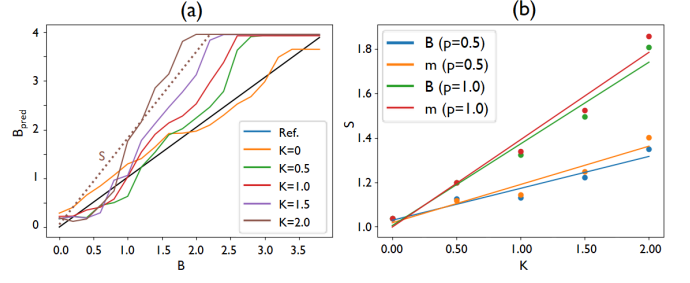 (a)
4
3
2
1
0
B_pred
S
Ref.
K=0
K=0.5
K=1.0
K=1.5
K=2.0
0.0 0.5 1.0 1.5 2.0 2.5 3.0 3.5
B
(b)
B (p=0.5)
m (p=0.5)
B (p=1.0)
m (p=1.0)
1.8
1.6
1.4
1.2
1.0
S
0.00 0.50 1.00 1.50 2.00
K